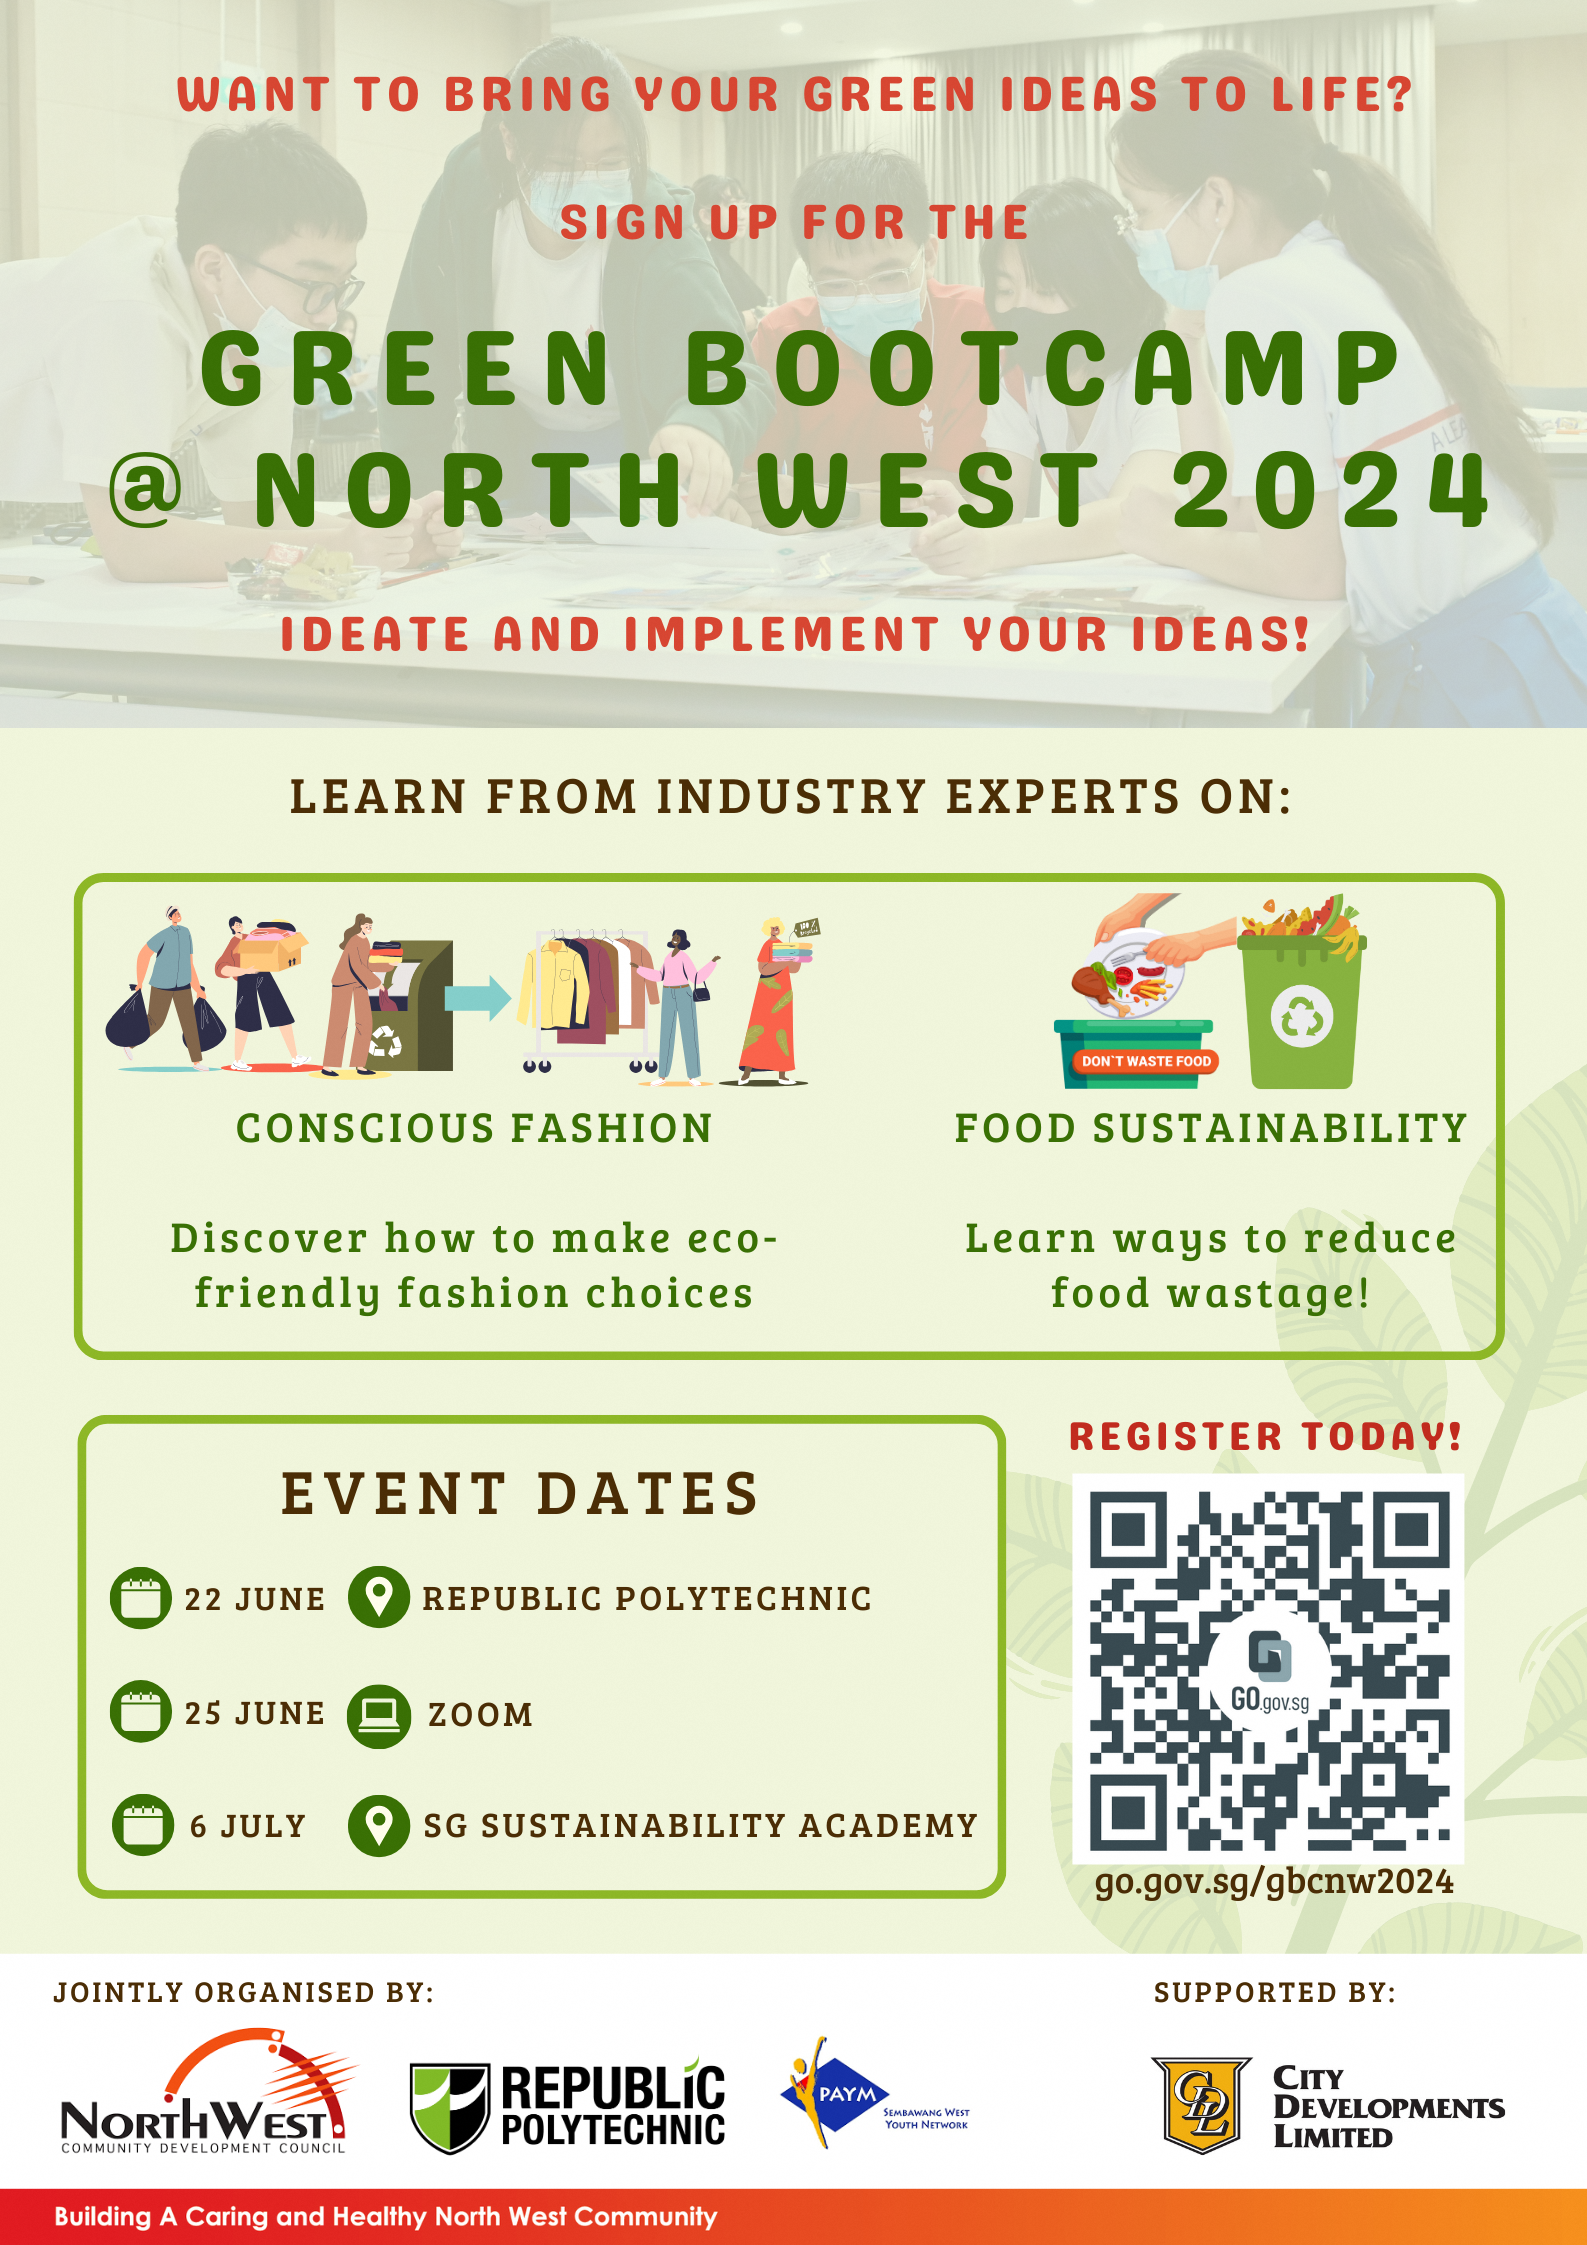 WANT TO BRING YOUR GREEN IDEAS TO LIFE?
SIGN UP FOR THE
GREEN BOOTCAMP
@ NORTH WEST 2024
IDEATE AND IMPLEMENT YOUR IDEAS!
LEARN FROM INDUSTRY EXPERTS ON:
DON`T WASTE FOOD
CONSCIOUS FASHION
Discover how to make eco-
friendly fashion choices
FOOD SUSTAINABILITY
Learn ways to reduce
food wastage!
EVENT DATES
22 JUNE REPUBLIC POLYTECHNIC
25 JUNE ZOOM
6 JULY SG SUSTAINABILITY ACADEMY
REGISTER TODAY!
GO.gov.sg
go.gov.sg/gbcnw2024
JOINTLY ORGANISED BY:
NORTHWEST
COMMUNITY DEVELOPMENT COUNCIL
REPUBLIC
POLYTECHNIC
PAYM
SEMBAWANG WEST
YOUTH NETWORK
SUPPORTED BY:
CDL
CITY
DEVELOPMENTS
LIMITED
Building A Caring and Healthy North West Community